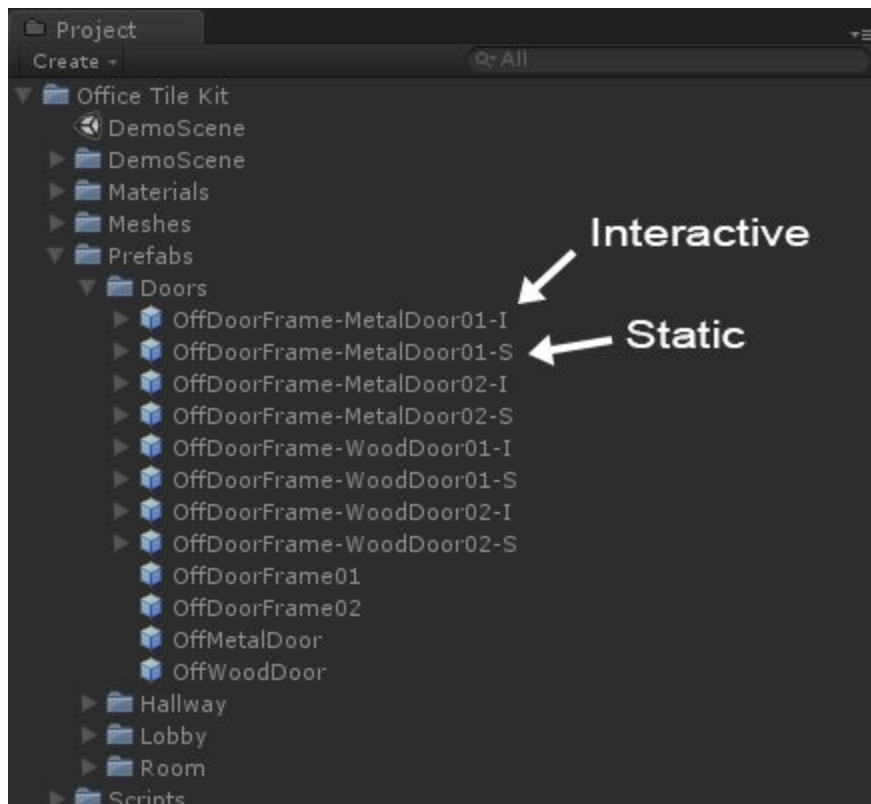 Project
Create
All
Office Tile Kit
DemoScene
DemoScene
Materials
Meshes
Interactive
Prefabs
Doors
OffDoorFrame-MetalDoor01-I
Static
OffDoorFrame-MetalDoor01-S
OffDoorFrame-MetalDoor02-I
OffDoorFrame-MetalDoor02-S
OffDoorFrame-WoodDoor01-I
OffDoorFrame-WoodDoor01-S
OffDoorFrame-WoodDoor02-I
OffDoorFrame-WoodDoor02-S
OffDoorFrame01
OffDoorFrame02
OffMetalDoor
OffWoodDoor
Hallway
Lobby
Room
Scripts